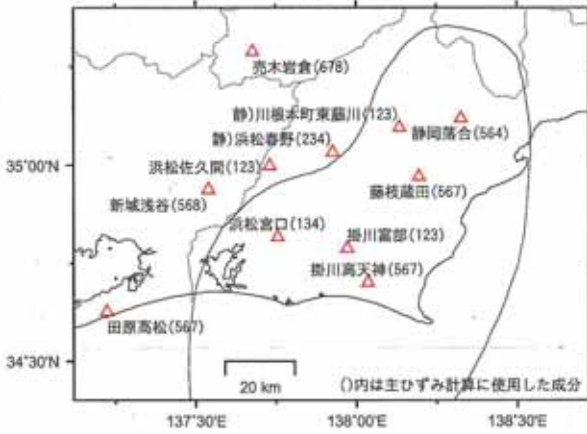 売木岩倉(678)
静)川根本町東藤川(123)
静岡落合(564)
静)浜松春野(234)
35°00'N
浜松佐久間(123)
藤枝蔵田(567)
新城浅谷(568)
浜松宮口(134)
掛川富部(123)
掛川高天神(567)
田原高松(567)
34°30'N
20 km
()内は主ひずみ計算に使用した成分
137°30'E
138°00'E
138°30'E